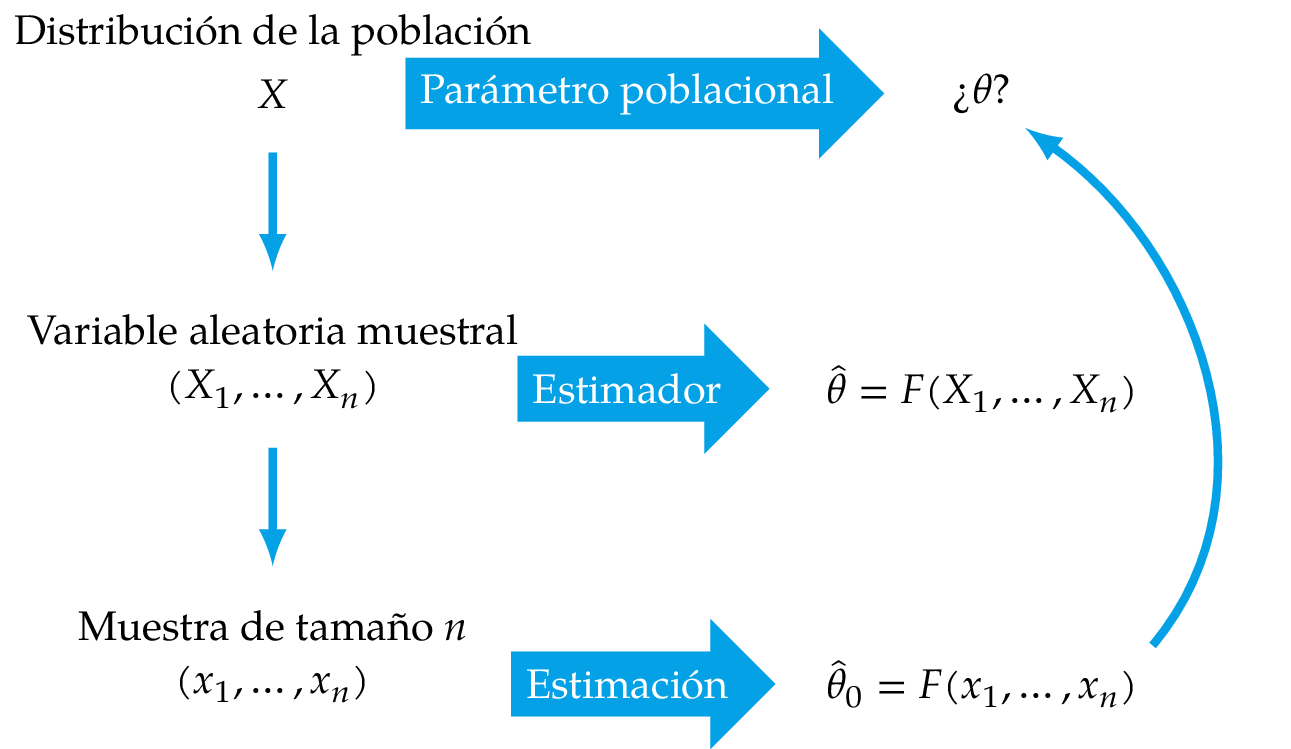 Distribución de la población
X
Parámetro poblacional
¿θ?
Variable aleatoria muestral
(X₁, … , Xₙ)
Estimador
θ̂ = F(X₁, … , Xₙ)
Muestra de tamaño n
(x₁, … , xₙ)
Estimación
θ̂₀ = F(x₁, … , xₙ)